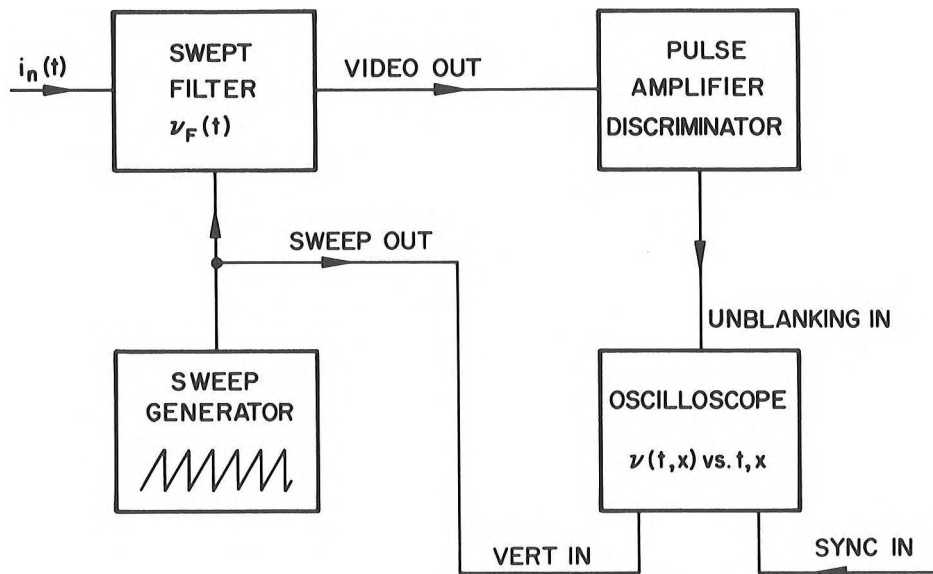 i_n(t)
SWEPT
FILTER
ν_F(t)
VIDEO OUT
PULSE
AMPLIFIER
DISCRIMINATOR
SWEEP OUT
UNBLANKING IN
SWEEP
GENERATOR
OSCILLOSCOPE
ν(t,x) vs. t,x
VERT IN
SYNC IN